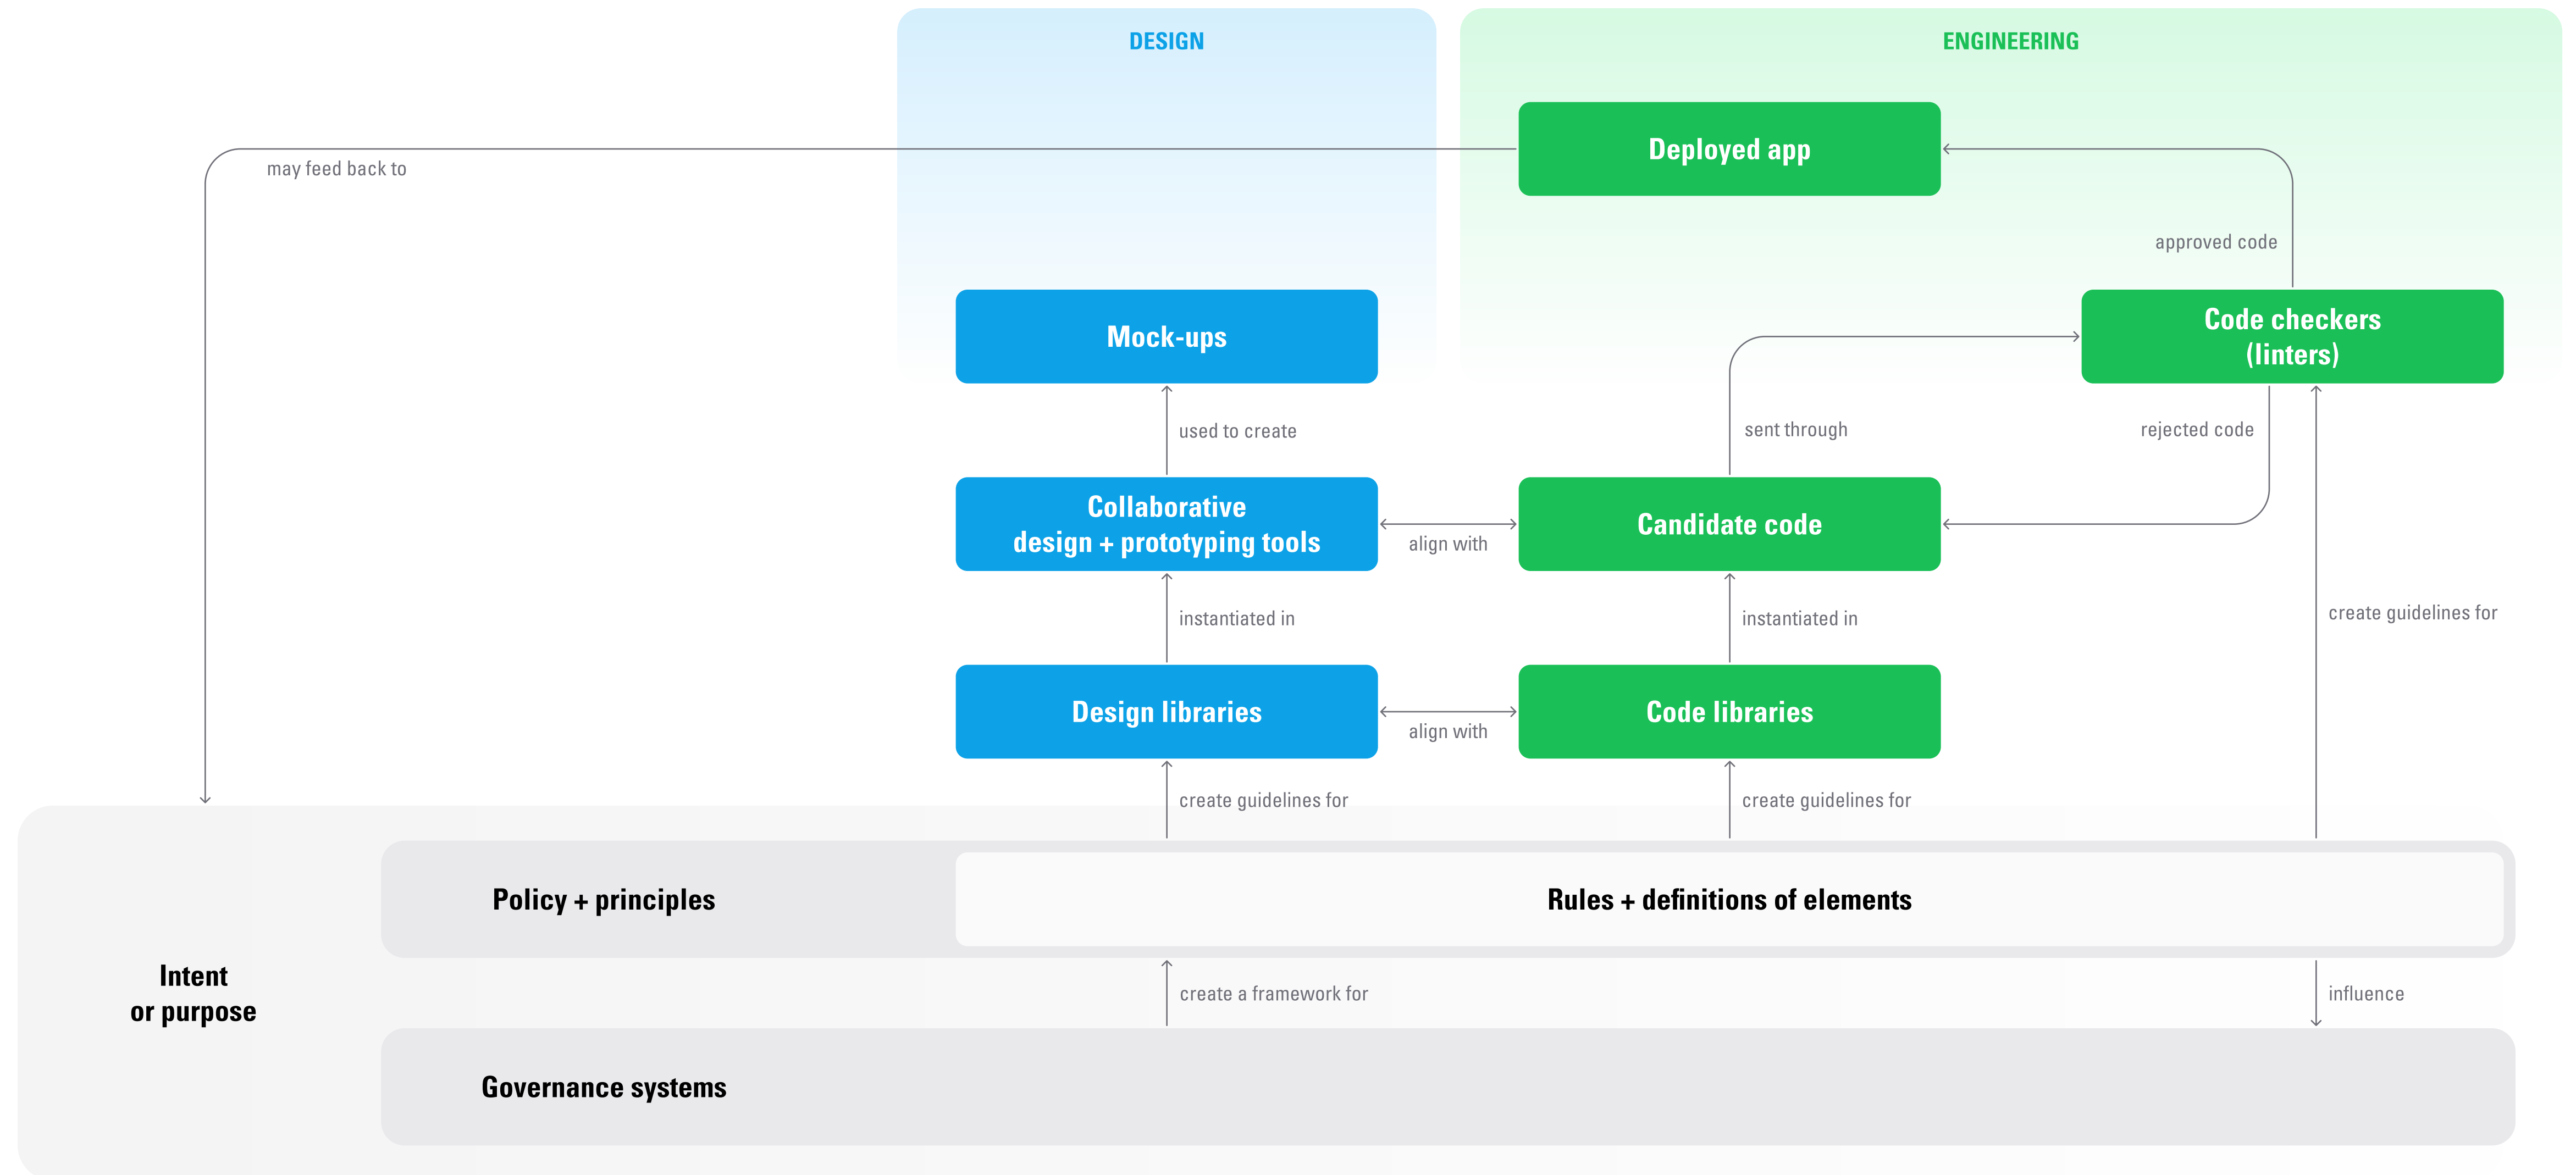 DESIGN
ENGINEERING
Deployed app
may feed back to
approved code
Mock-ups
Code checkers
(linters)
used to create
sent through
rejected code
Collaborative
design + prototyping tools
align with
Candidate code
instantiated in
instantiated in
create guidelines for
Design libraries
align with
Code libraries
create guidelines for
create guidelines for
Policy + principles
Rules + definitions of elements
Intent
or purpose
create a framework for
influence
Governance systems